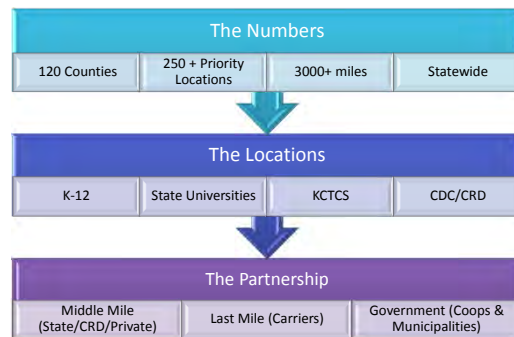 The Numbers
120 Counties
250 + Priority
Locations
3000+ miles
Statewide
The Locations
K-12
State Universities
KCTCS
CDC/CRD
The Partnership
Middle Mile
(State/CRD/Private)
Last Mile (Carriers)
Government (Coops &
Municipalities)